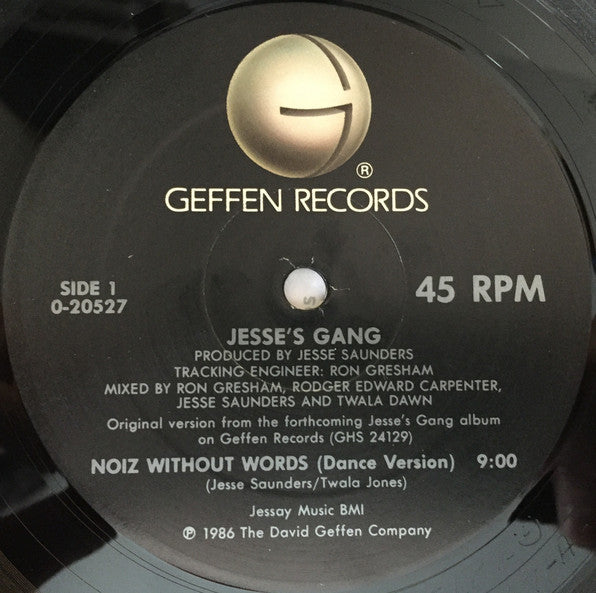 ®
GEFFEN RECORDS
SIDE 1
0-20527
45 RPM
JESSE'S GANG
PRODUCED BY JESSE SAUNDERS
TRACKING ENGINEER: RON GRESHAM
MIXED BY RON GRESHAM, RODGER EDWARD CARPENTER,
JESSE SAUNDERS AND TWALA DAWN
Original version from the forthcoming Jesse's Gang album
on Geffen Records (GHS 24129)
NOIZ WITHOUT WORDS (Dance Version) 9:00
(Jesse Saunders/Twala Jones)
Jessay Music BMI
℗ 1986 The David Geffen Company